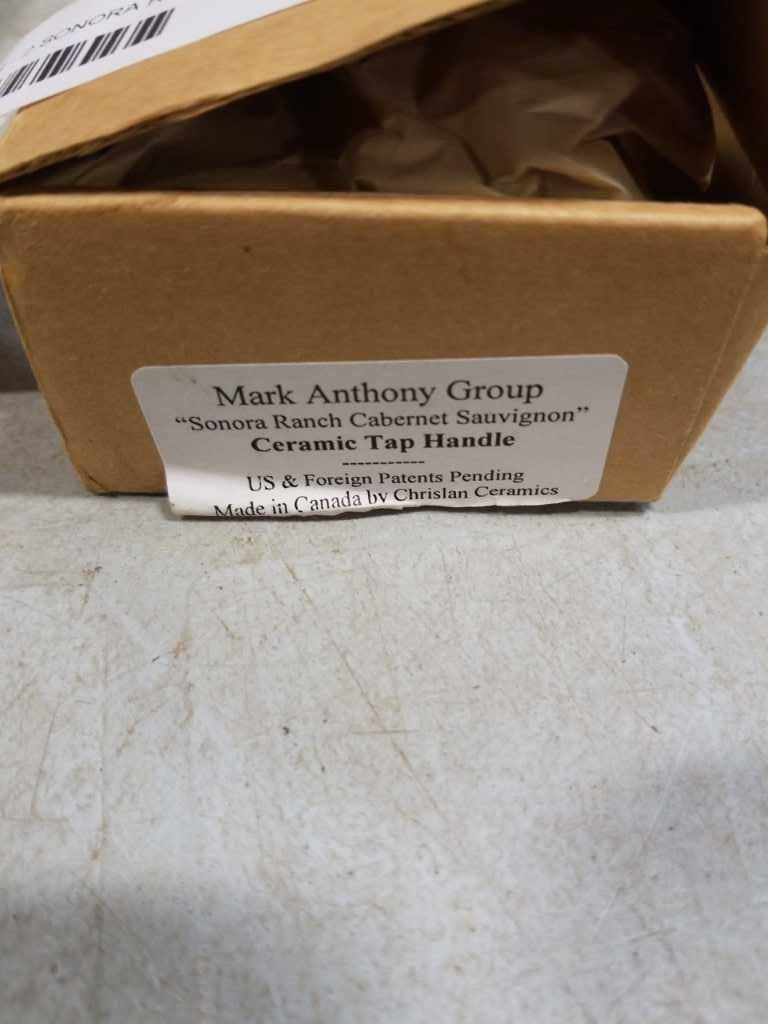 SONORA
Mark Anthony Group
“Sonora Ranch Cabernet Sauvignon”
Ceramic Tap Handle
-----------
US & Foreign Patents Pending
Made in Canada by Chrislan Ceramics